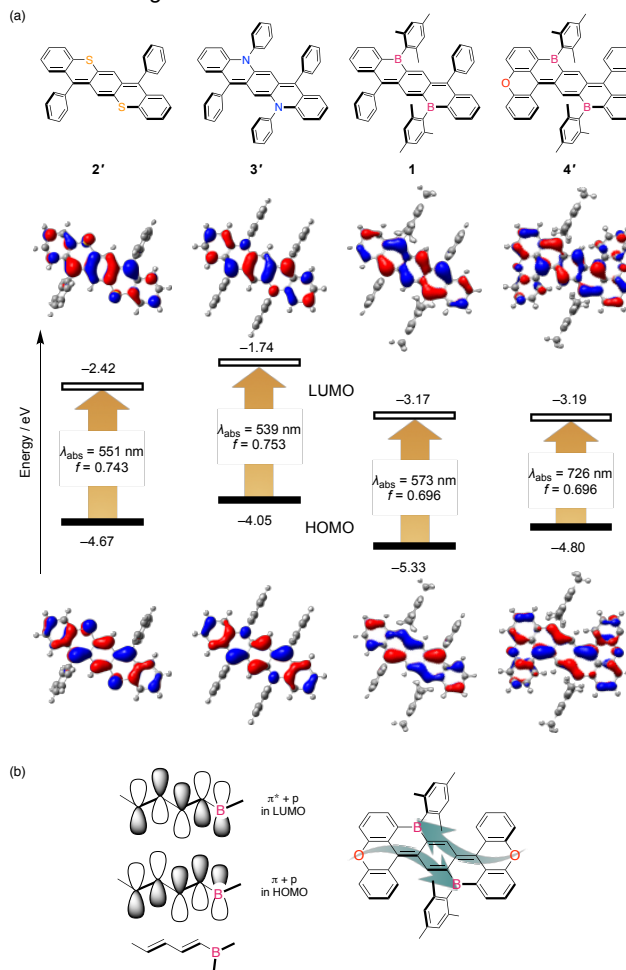 (a)
S
S
N
N
B
B
B
O
B
2′
3′
1
4′
Energy / eV
−2.42
−1.74
−3.17
−3.19
LUMO
λabs = 551 nm
f = 0.743
λabs = 539 nm
f = 0.753
λabs = 573 nm
f = 0.696
λabs = 726 nm
f = 0.696
HOMO
−4.67
−4.05
−5.33
−4.80
(b)
B
π* + p
in LUMO
B
π + p
in HOMO
B
B
O
O
B